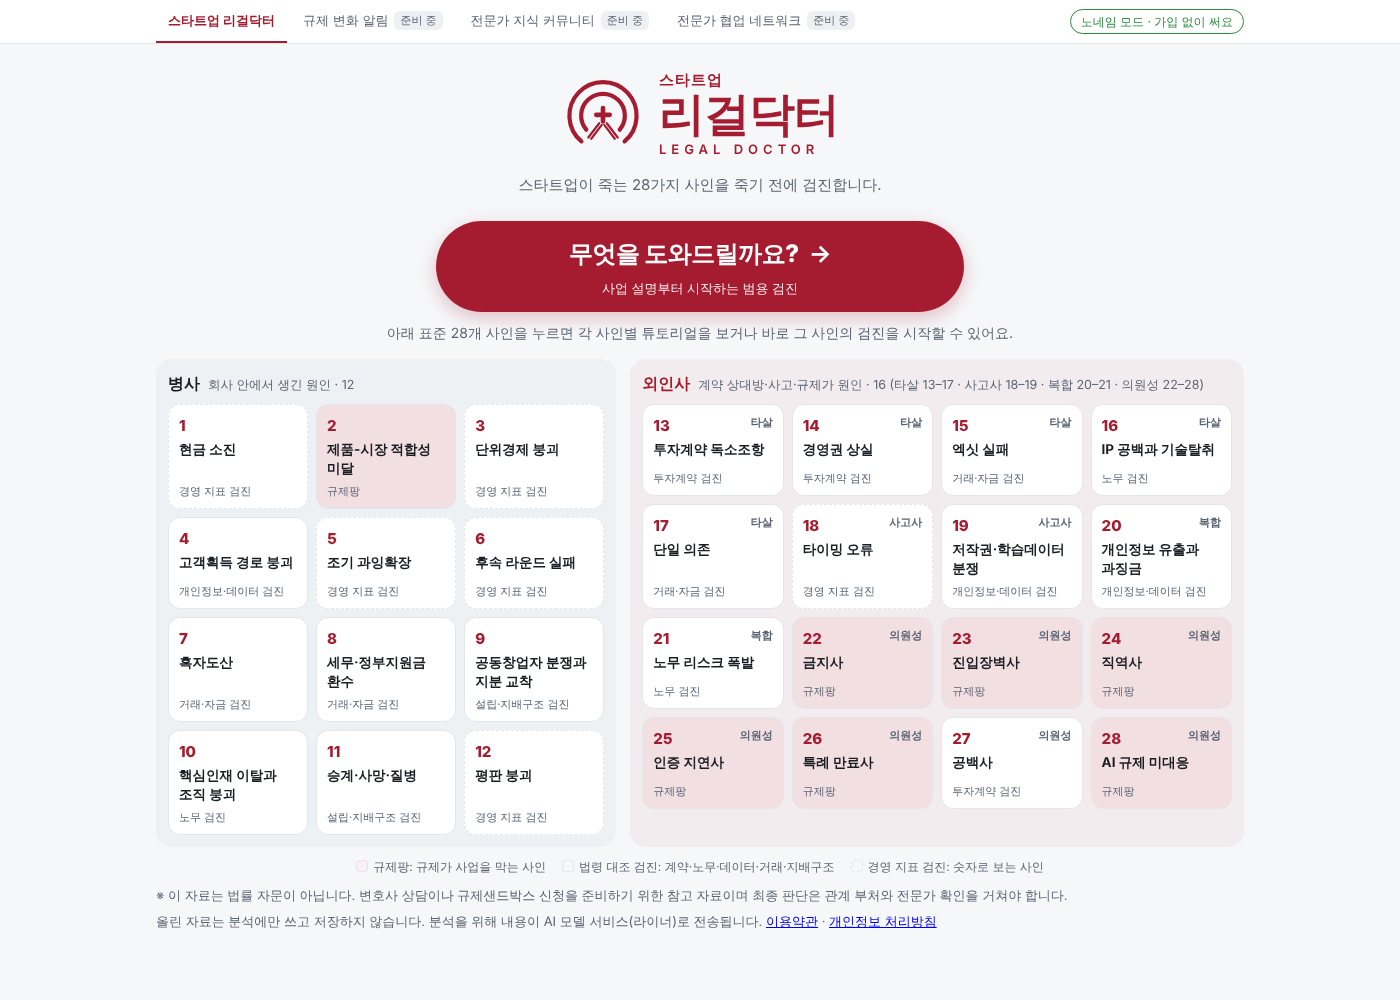 스타트업 리걸닥터
규제 변화 알림 준비 중
전문가 지식 커뮤니티 준비 중
전문가 협업 네트워크 준비 중
노네임 모드 · 가입 없이 써요
스타트업
리걸닥터
LEGAL DOCTOR
스타트업이 죽는 28가지 사인을 죽기 전에 검진합니다.
무엇을 도와드릴까요? →
사업 설명부터 시작하는 범용 검진
아래 표준 28개 사인을 누르면 각 사인별 튜토리얼을 보거나 바로 그 사인의 검진을 시작할 수 있어요.
병사 회사 안에서 생긴 원인 · 12
1
현금 소진
경영 지표 검진
2
제품-시장 적합성
미달
규제팡
3
단위경제 붕괴
경영 지표 검진
4
고객획득 경로 붕괴
개인정보·데이터 검진
5
조기 과잉확장
경영 지표 검진
6
후속 라운드 실패
경영 지표 검진
7
흑자도산
거래·자금 검진
8
세무·정부지원금
환수
거래·자금 검진
9
공동창업자 분쟁과
지분 교착
설립·지배구조 검진
10
핵심인재 이탈과
조직 붕괴
노무 검진
11
승계·사망·질병
설립·지배구조 검진
12
평판 붕괴
경영 지표 검진
외인사 계약 상대방·사고·규제가 원인 · 16 (타살 13–17 · 사고사 18–19 · 복합 20–21 · 의원성 22–28)
13 타살
투자계약 독소조항
투자계약 검진
14 타살
경영권 상실
투자계약 검진
15 타살
엑싯 실패
거래·자금 검진
16 타살
IP 공백과 기술탈취
노무 검진
17 타살
단일 의존
거래·자금 검진
18 사고사
타이밍 오류
경영 지표 검진
19 사고사
저작권·학습데이터
분쟁
개인정보·데이터 검진
20 복합
개인정보 유출과
과징금
개인정보·데이터 검진
21 복합
노무 리스크 폭발
노무 검진
22 의원성
금지사
규제팡
23 의원성
진입장벽사
규제팡
24 의원성
직역사
규제팡
25 의원성
인증 지연사
규제팡
26 의원성
특례 만료사
규제팡
27 의원성
공백사
투자계약 검진
28 의원성
AI 규제 미대응
규제팡
규제팡: 규제가 사업을 막는 사인
법령 대조 검진: 계약·노무·데이터·거래·지배구조
경영 지표 검진: 숫자로 보는 사인
※ 이 자료는 법률 자문이 아닙니다. 변호사 상담이나 규제샌드박스 신청을 준비하기 위한 참고 자료이며 최종 판단은 관계 부처와 전문가 확인을 거쳐야 합니다.
올린 자료는 분석에만 쓰고 저장하지 않습니다. 분석을 위해 내용이 AI 모델 서비스(라이너)로 전송됩니다. 이용약관 · 개인정보 처리방침